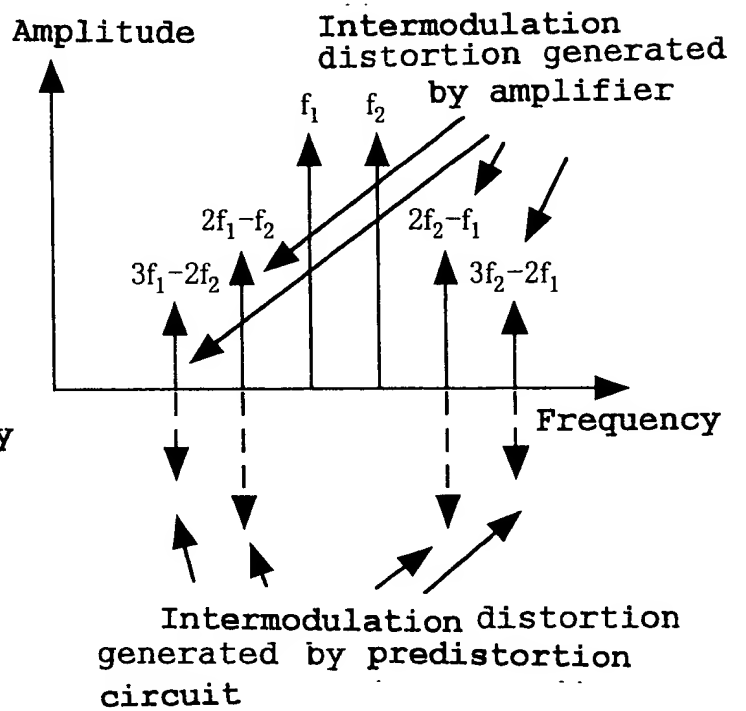 Amplitude
Intermodulation
distortion generated
by amplifier
f₁
f₂
2f₁−f₂
2f₂−f₁
3f₁−2f₂
3f₂−2f₁
Frequency
y
Intermodulation distortion
generated by predistortion
circuit